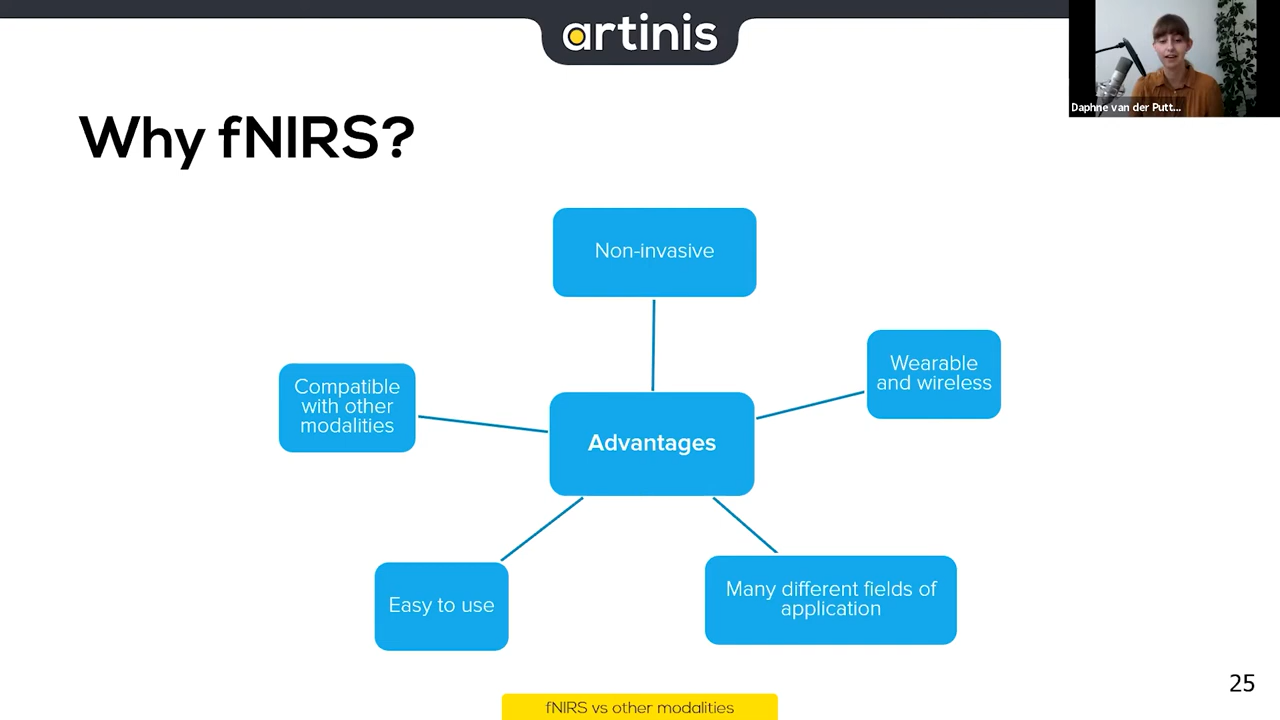 artinis
Daphne van der Putt...
Why fNIRS?
Non-invasive
Wearable
and wireless
Compatible
with other
modalities
Advantages
Easy to use
Many different fields of
application
25
fNIRS vs other modalities